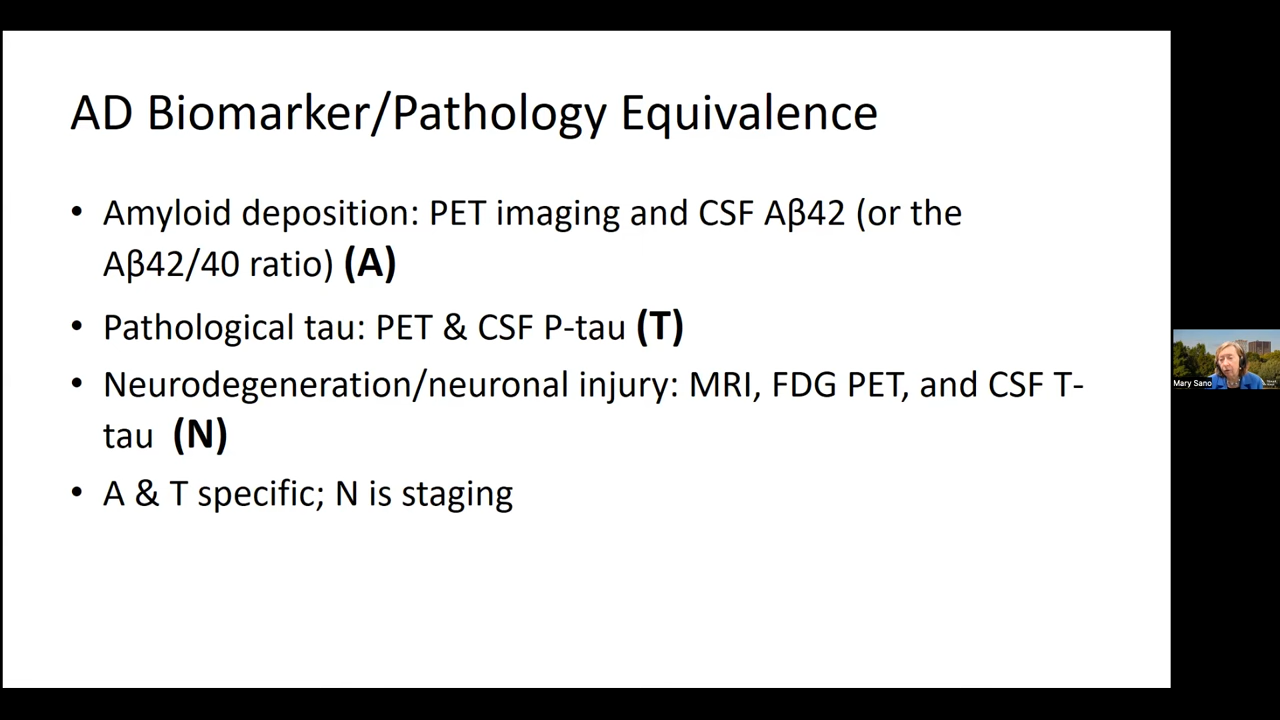 AD Biomarker/Pathology Equivalence
• Amyloid deposition: PET imaging and CSF Aβ42 (or the
Aβ42/40 ratio) (A)
• Pathological tau: PET & CSF P-tau (T)
• Neurodegeneration/neuronal injury: MRI, FDG PET, and CSF T-
tau (N)
• A & T specific; N is staging
Mary Sano